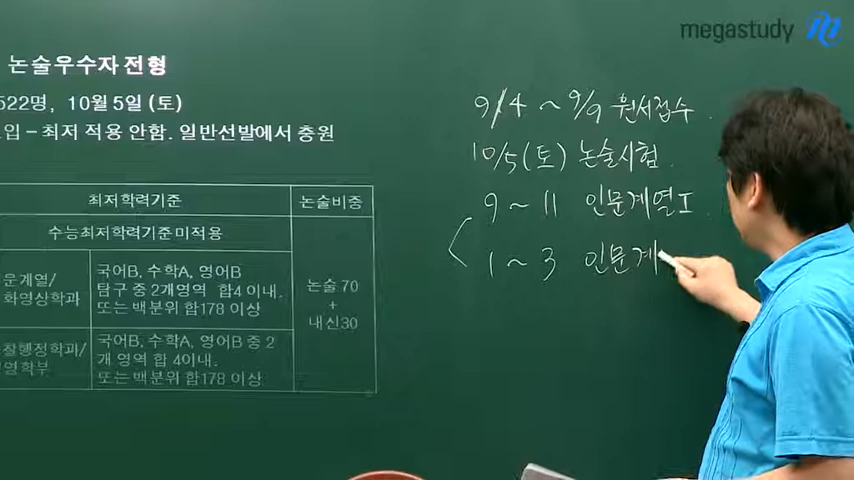 megastudy
논술우수자 전형
522명, 10월 5일 (토)
입 – 최저 적용 안함. 일반선발에서 충원
최저학력기준
논술비중
수능최저학력기준 미적용
문계열/
화영상학과
국어B, 수학A, 영어B
탐구 중 2개영역 합4 이내.
또는 백분위 합178 이상
찰행정학과/
영학부
국어B, 수학A, 영어B 중 2
개 영역 합 4이내.
또는 백분위 합178 이상
논술 70
+
내신30
9/4 ~ 9/9 원서접수.
10/5(토) 논술시험.
9 ~ 11 인문계열Ⅰ.
1 ~ 3 인문계